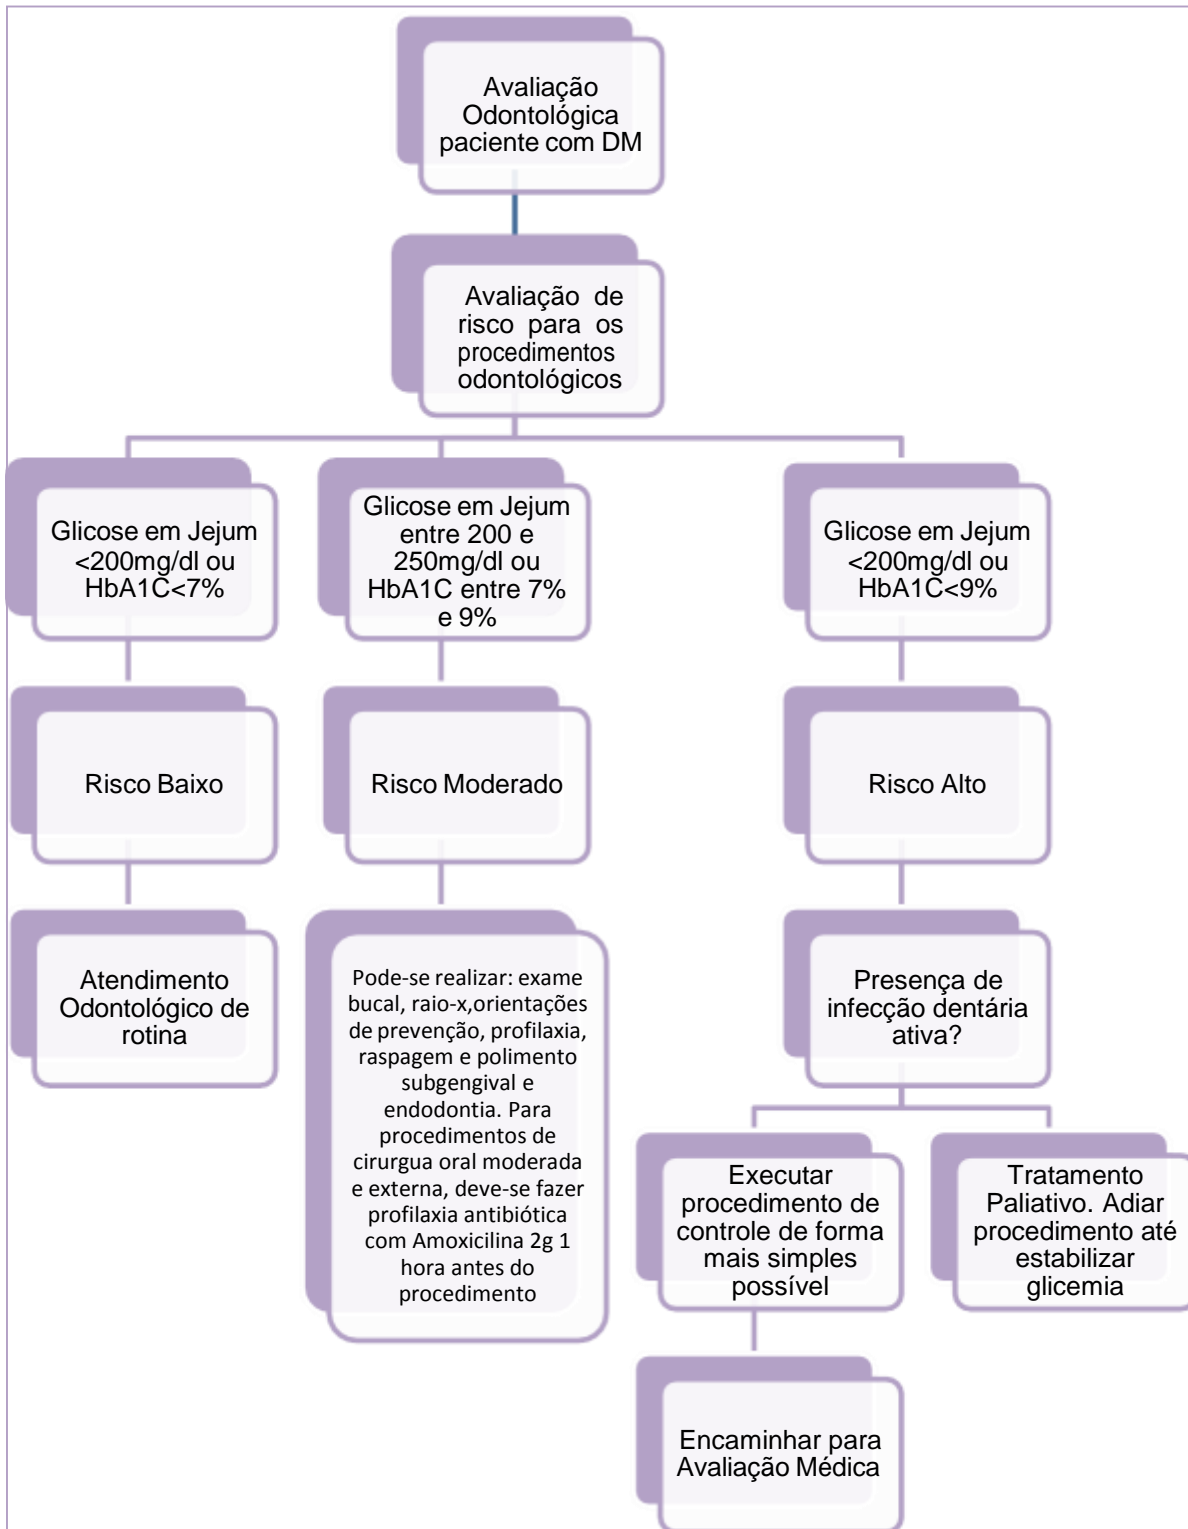 Avaliação
Odontológica
paciente com DM
Avaliação de
risco para os
procedimentos
odontológicos
Glicose em Jejum
<200mg/dl ou
HbA1C<7%
Glicose em Jejum
entre 200 e
250mg/dl ou
HbA1C entre 7%
e 9%
Glicose em Jejum
<200mg/dl ou
HbA1C<9%
Risco Baixo
Risco Moderado
Risco Alto
Atendimento
Odontológico de
rotina
Pode-se realizar: exame
bucal, raio-x,orientações
de prevenção, profilaxia,
raspagem e polimento
subgengival e
endodontia. Para
procedimentos de
cirurgua oral moderada
e externa, deve-se fazer
profilaxia antibiótica
com Amoxicilina 2g 1
hora antes do
procedimento
Presença de
infecção dentária
ativa?
Executar
procedimento de
controle de forma
mais simples
possível
Tratamento
Paliativo. Adiar
procedimento até
estabilizar
glicemia
Encaminhar para
Avaliação Médica